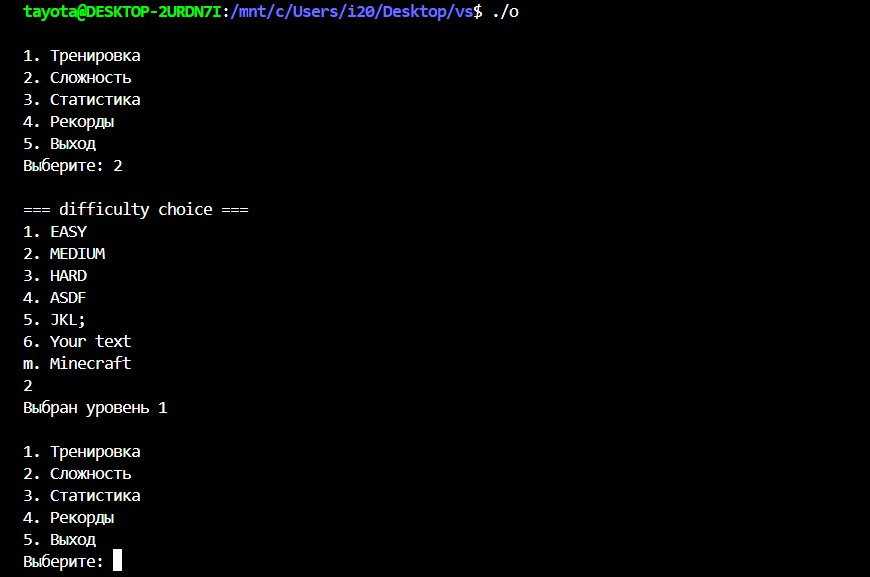 tayota@DESKTOP-2URDN7I:/mnt/c/Users/i20/Desktop/vs$ ./o
1. Тренировка
2. Сложность
3. Статистика
4. Рекорды
5. Выход
Выберите: 2
=== difficulty choice ===
1. EASY
2. MEDIUM
3. HARD
4. ASDF
5. JKL;
6. Your text
m. Minecraft
2
Выбран уровень 1
1. Тренировка
2. Сложность
3. Статистика
4. Рекорды
5. Выход
Выберите: